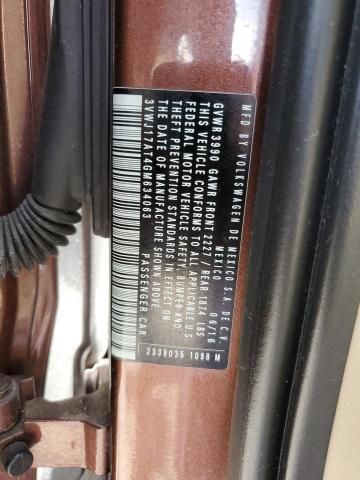 MFD BY VOLKSWAGEN DE MEXICO S.A. DE C.V.
MEXICO 06/16
GVWR 3990 GAWR FRONT 2227 / REAR 1874 LBS
THIS VEHICLE CONFORMS TO ALL APPLICABLE U.S
FEDERAL MOTOR VEHICLE SAFETY, BUMPER AND
THEFT PREVENTION STANDARDS IN EFFECT ON
THE DATE OF MANUFACTURE SHOWN ABOVE.
3VWJ17AT4GM634063 PASSENGER CAR
2339035 1098 M